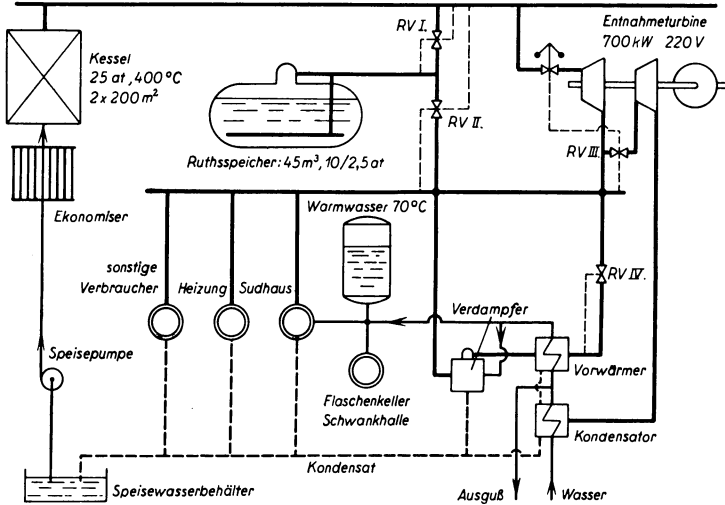 RV I.
Entnahmeturbine
700 kW 220 V
Kessel
25 at, 400 °C
2 x 200 m²
RV II.
Ruthsspeicher: 45 m³, 10/2,5 at
RV III.
Ekonomiser
Warmwasser 70°C
sonstige
Verbraucher
Heizung
Sudhaus
RV IV.
Verdampfer
Speisepumpe
Vorwärmer
Flaschenkeller
Schwankhalle
Kondensator
Kondensat
Speisewasserbehälter
Ausguß
Wasser